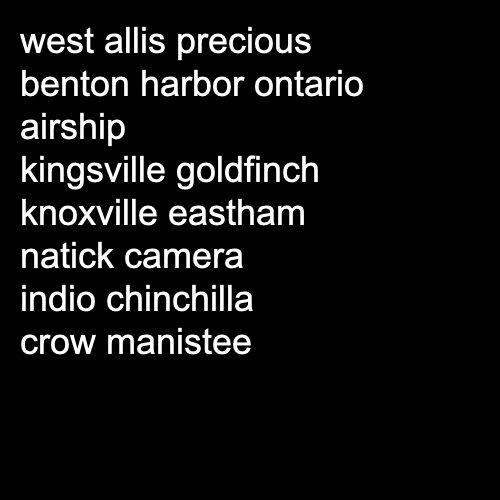 west allis precious
benton harbor ontario
airship
kingsville goldfinch
knoxville eastham
natick camera
indio chinchilla
crow manistee